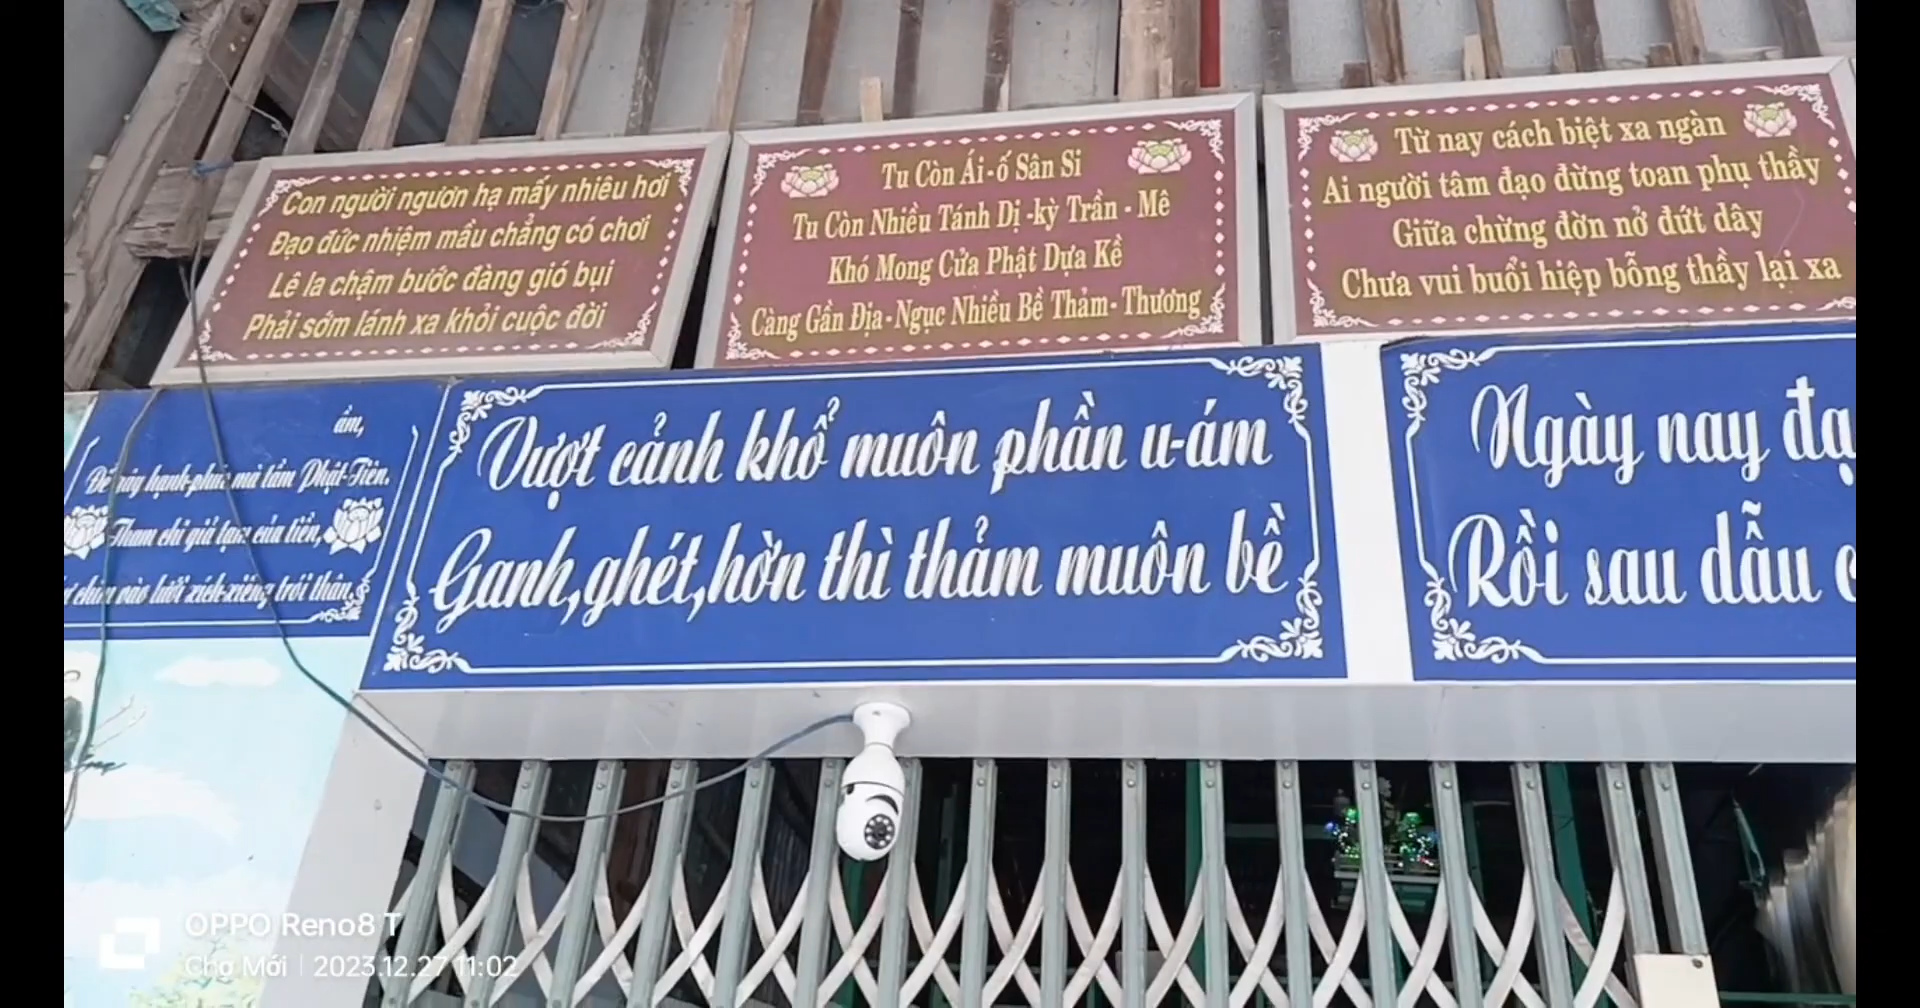 Con người ngươn hạ mấy nhiêu hơi
Đạo đức nhiệm mầu chẳng có chơi
Lê la chậm bước đàng gió bụi
Phải sớm lánh xa khỏi cuộc đời
Tu Còn Ái-ố Sân Si
Tu Còn Nhiều Tánh Dị-kỳ Trần-Mê
Khó Mong Cửa Phật Dựa Kề
Càng Gần Địa-Ngục Nhiều Bề Thảm-Thương
Từ nay cách biệt xa ngàn
Ai người tâm đạo đừng toan phụ thầy
Giữa chừng đờn nở đứt dây
Chưa vui buổi hiệp bỗng thầy lại xa
ầm,
hạnh-phúc mà tầm Phật-Tiên.
Tham chi giả tạm của tiền,
vào lưới xích-xiềng trói thân.
Vượt cảnh khổ muôn phần u-ám
Ganh,ghét,hờn thì thảm muôn bề
Ngày nay
Rồi sau dẫu
OPPO Reno8 T
Chợ Mới | 2023.12.27 11:02